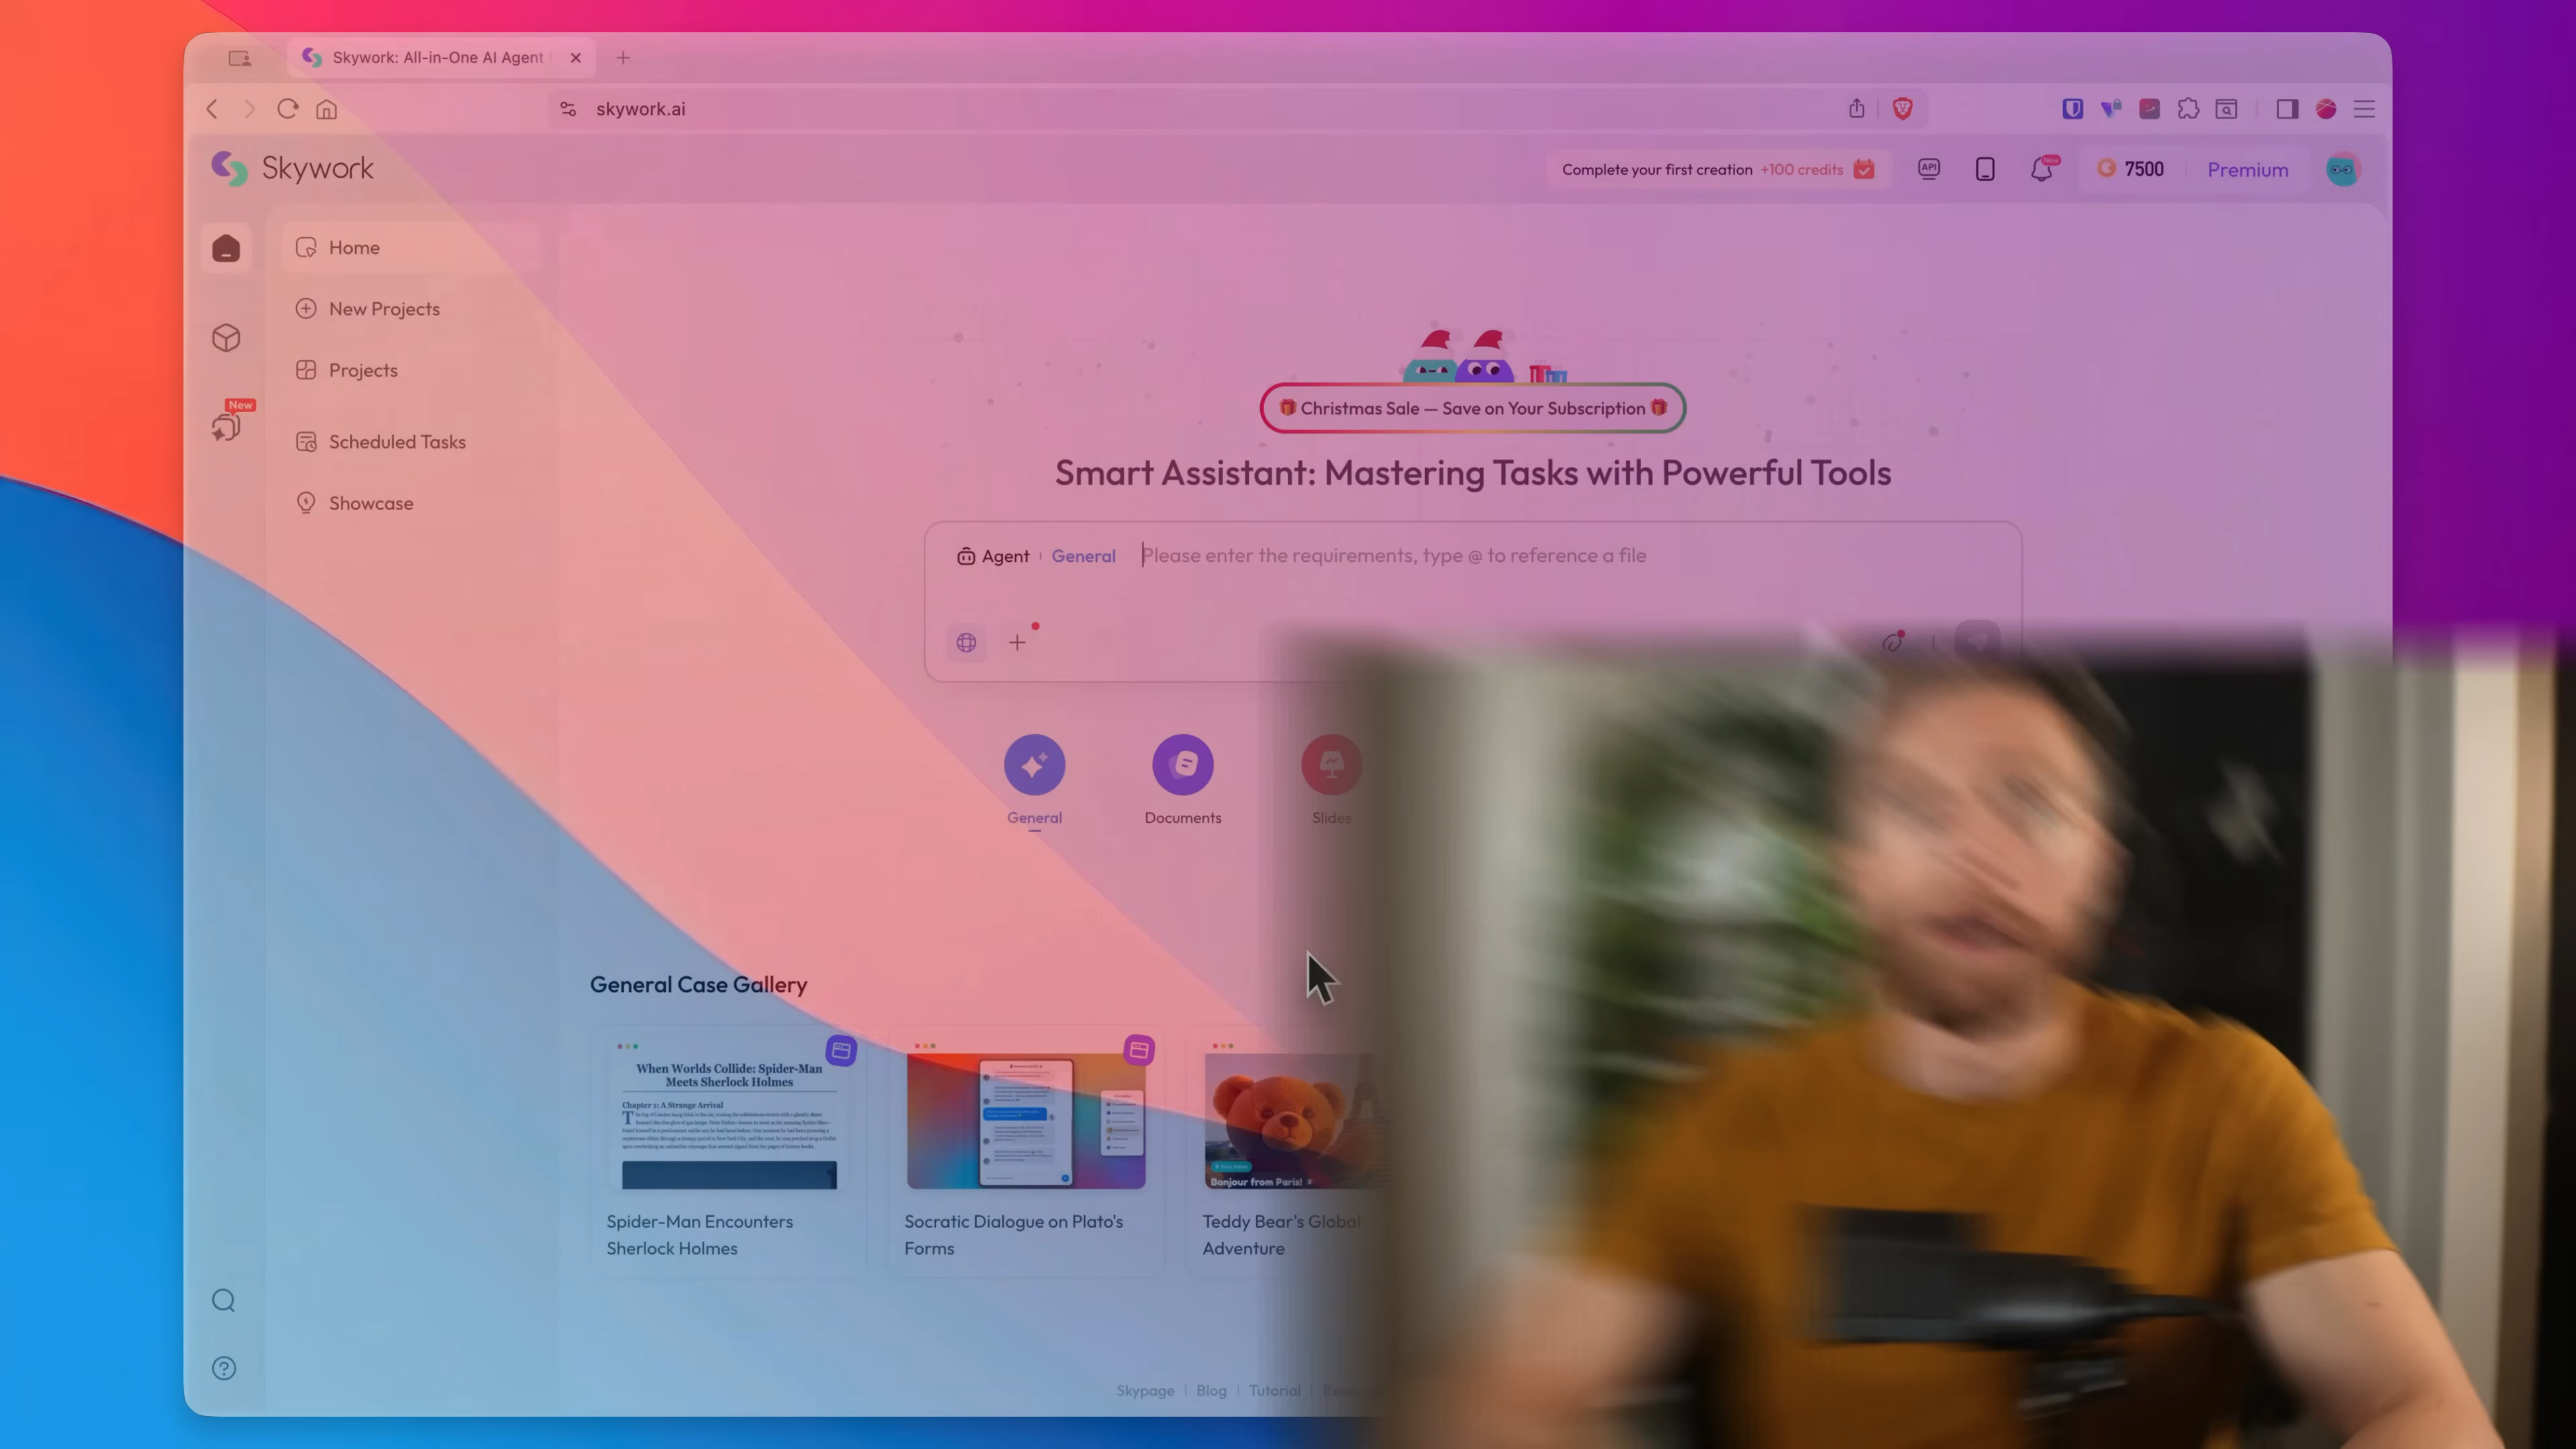 Skywork: All-in-One AI Agent
skywork.ai
Skywork
Complete your first creation +100 credits
API
New
7500
Premium
Home
New Projects
Projects
New
Scheduled Tasks
Showcase
🎁 Christmas Sale — Save on Your Subscription 🎁
Smart Assistant: Mastering Tasks with Powerful Tools
Agent
General
Please enter the requirements, type @ to reference a file
General
Documents
Slides
General Case Gallery
When Worlds Collide: Spider-Man
Meets Sherlock Holmes
Chapter 1: A Strange Arrival
Bonjour from Paris!
Spider-Man Encounters
Sherlock Holmes
Socratic Dialogue on Plato's
Forms
Teddy Bear's Global
Adventure
Skypage | Blog | Tutorial |